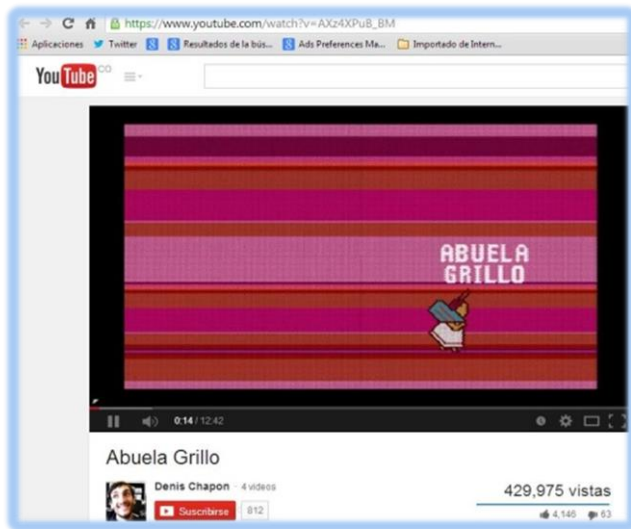 https://www.youtube.com/watch?v=AXz4XPuB_BM
Aplicaciones Twitter Resultados de la bús... Ads Preferences Ma... Importado de Intern...
YouTube CO
ABUELA
GRILLO
0:14 / 12:42
Abuela Grillo
Denis Chapon · 4 videos
Suscribirse 812
429,975 vistas
4,146 63